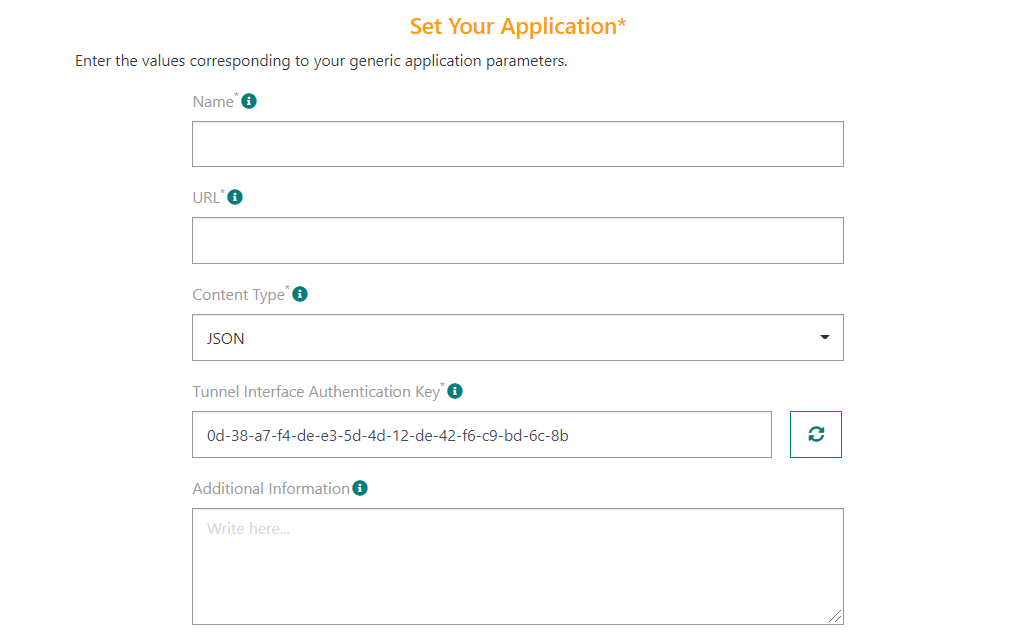 Set Your Application*
Enter the values corresponding to your generic application parameters.
Name*
URL*
Content Type*
JSON
Tunnel Interface Authentication Key*
0d-38-a7-f4-de-e3-5d-4d-12-de-42-f6-c9-bd-6c-8b
Additional Information
Write here...